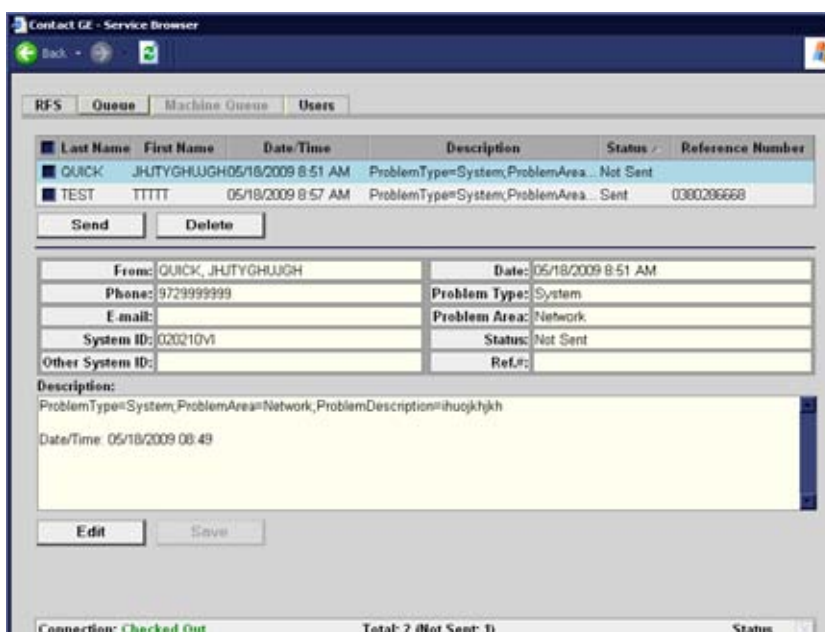 Contact GE - Service Browser
Back
RFS Queue Machine Queue Users
Last Name First Name Date/Time Description Status Reference Number
QUICK JHJTYGHUJGH 05/18/2009 8:51 AM ProblemType=System;ProblemArea... Not Sent
TEST TTTTT 05/18/2009 8:57 AM ProblemType=System;ProblemArea... Sent 0380286668
Send Delete
From: QUICK, JHJTYGHUJGH Date: 05/18/2009 8:51 AM
Phone: 9729999999 Problem Type: System
E-mail: Problem Area: Network
System ID: 020210VI Status: Not Sent
Other System ID: Ref.#:
Description:
ProblemType=System;ProblemArea=Network;ProblemDescription=ihuojkhjkh
Date/Time: 05/18/2009 08:49
Edit Save
Connection: Checked Out Total: 2 (Not Sent: 1) Status